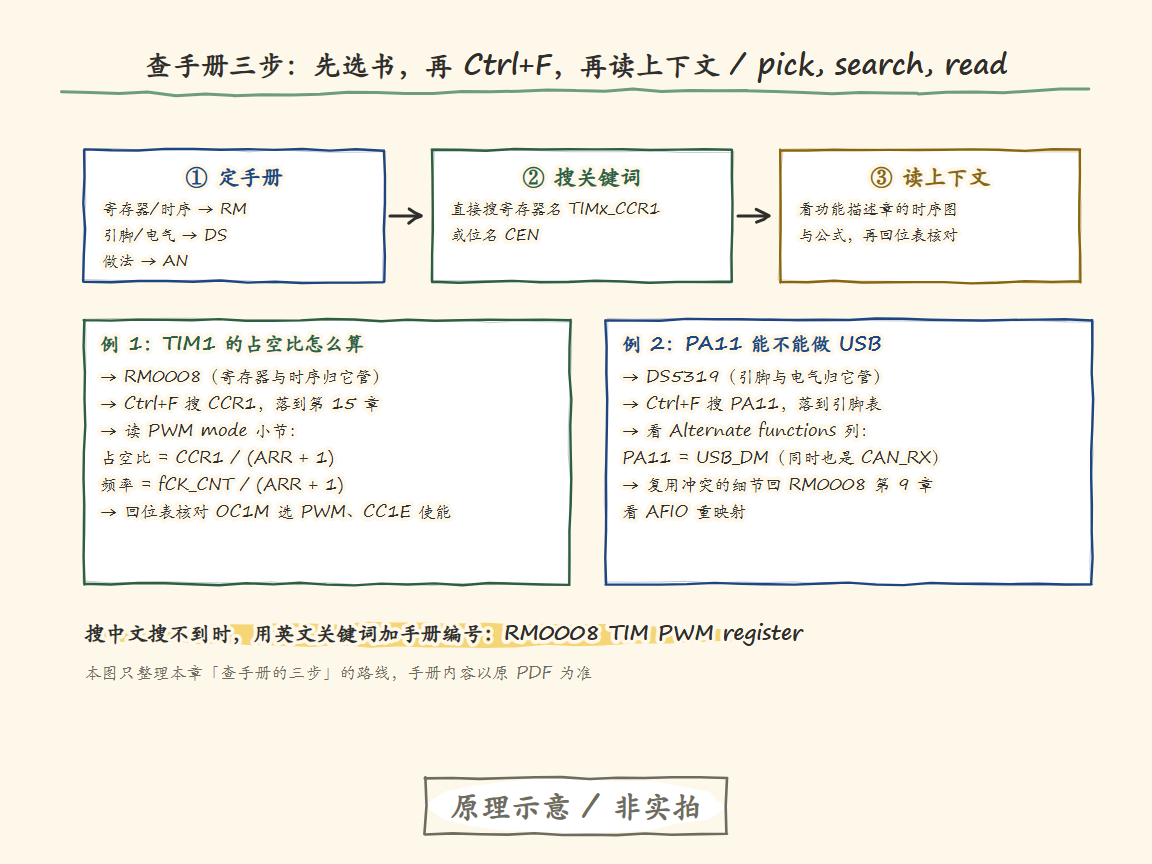 查手册三步：先选书，再 Ctrl+F，再读上下文 / pick, search, read
① 定手册
寄存器/时序 → RM
引脚/电气 → DS
做法 → AN
② 搜关键词
直接搜寄存器名 TIMx_CCR1
或位名 CEN
③ 读上下文
看功能描述章的时序图
与公式，再回位表核对
例 1：TIM1 的占空比怎么算
→ RM0008（寄存器与时序归它管）
→ Ctrl+F 搜 CCR1，落到第 15 章
→ 读 PWM mode 小节：
占空比 = CCR1 / (ARR + 1)
频率 = fCK_CNT / (ARR + 1)
→ 回位表核对 OC1M 选 PWM、CC1E 使能
例 2：PA11 能不能做 USB
→ DS5319（引脚与电气归它管）
→ Ctrl+F 搜 PA11，落到引脚表
→ 看 Alternate functions 列：
PA11 = USB_DM（同时也是 CAN_RX）
→ 复用冲突的细节回 RM0008 第 9 章
看 AFIO 重映射
搜中文搜不到时，用英文关键词加手册编号：RM0008 TIM PWM register
本图只整理本章「查手册的三步」的路线，手册内容以原 PDF 为准
原理示意 / 非实拍